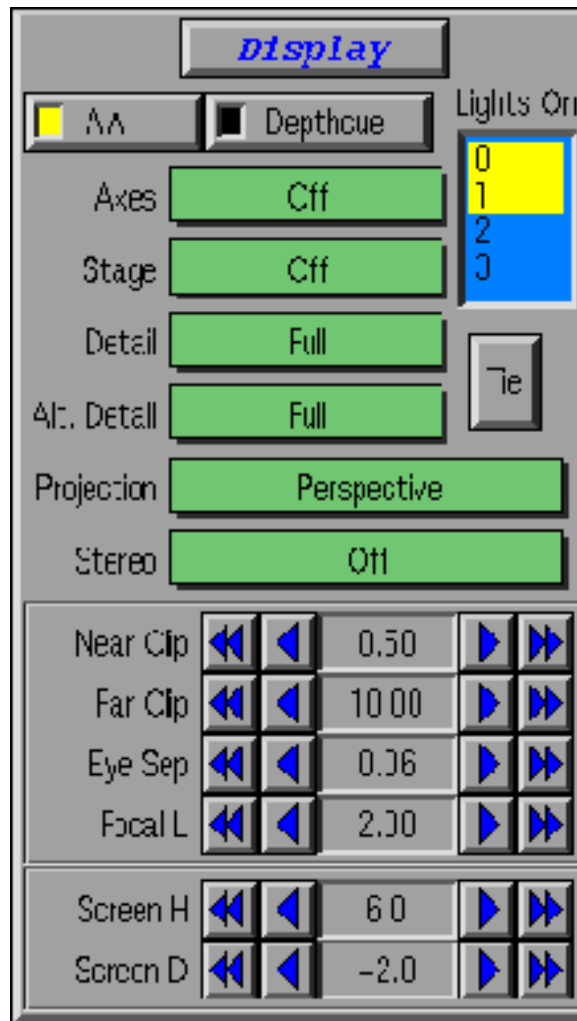 Display
AA Depthcue Lights On
0
1
2
3
Axes Off
Stage Off
Detail Full
Tie
Alt. Detail Full
Projection Perspective
Stereo Off
Near Clip 0.50
Far Clip 10.00
Eye Sep 0.06
Focal L 2.00
Screen H 6.0
Screen D -2.0